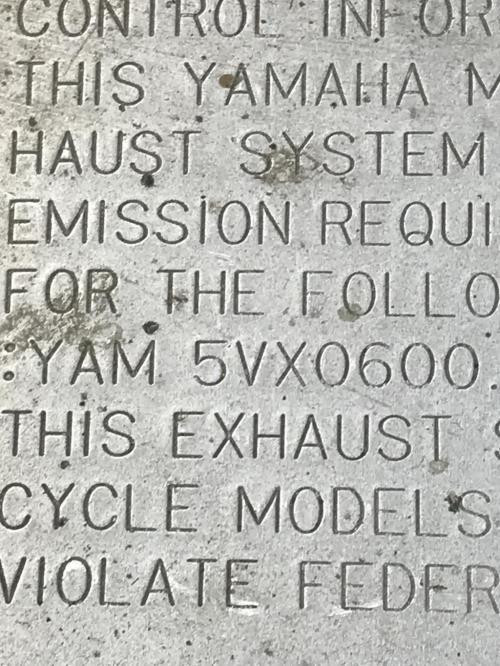 CONTROL INFOR
THIS YAMAHA M
HAUST SYSTEM
EMISSION REQUI
FOR THE FOLLO
:YAM 5VX0600.
THIS EXHAUST S
CYCLE MODELS
VIOLATE FEDER